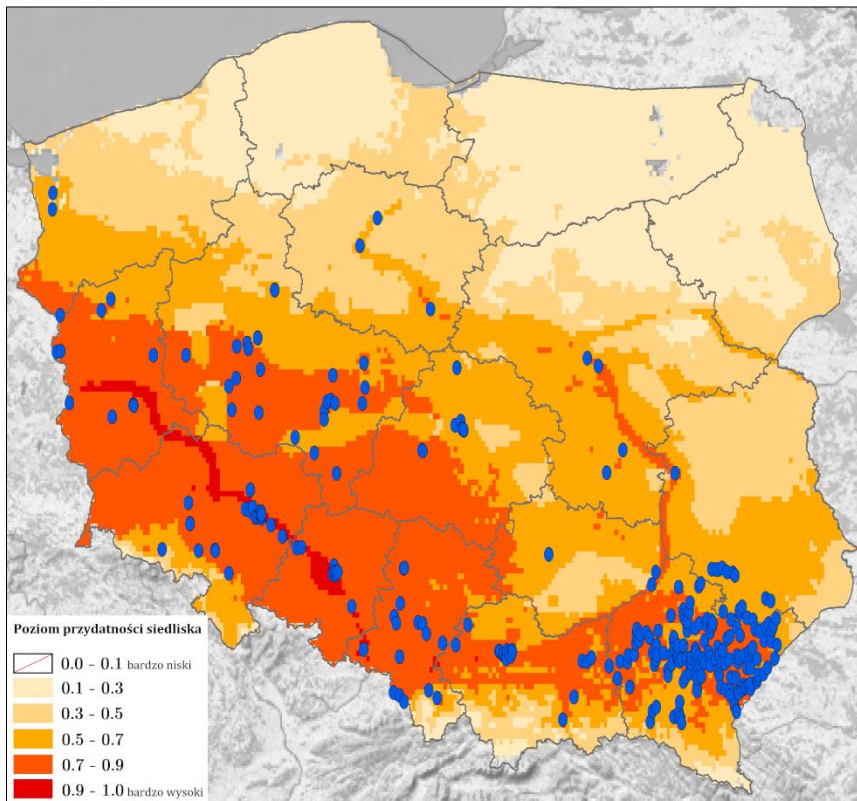 Poziom przydatności siedliska
0.0 - 0.1 bardzo niski
0.1 - 0.3
0.3 - 0.5
0.5 - 0.7
0.7 - 0.9
0.9 - 1.0 bardzo wysoki